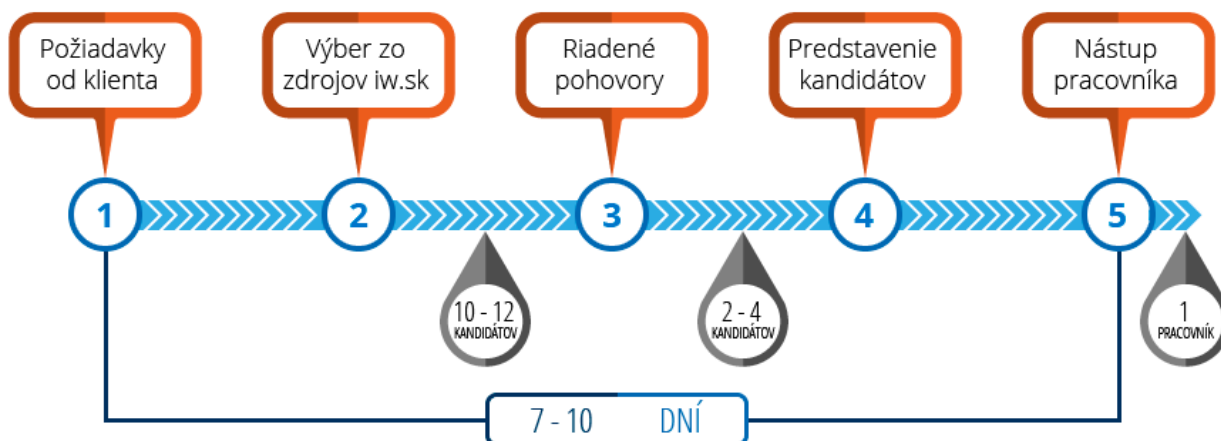 Požiadavky
od klienta
Výber zo
zdrojov iw.sk
Riadené
pohovory
Predstavenie
kandidátov
Nástup
pracovníka
1
2
3
4
5
10 - 12
KANDIDÁTOV
2 - 4
KANDIDÁTOV
1
PRACOVNÍK
7 - 10 DNÍ